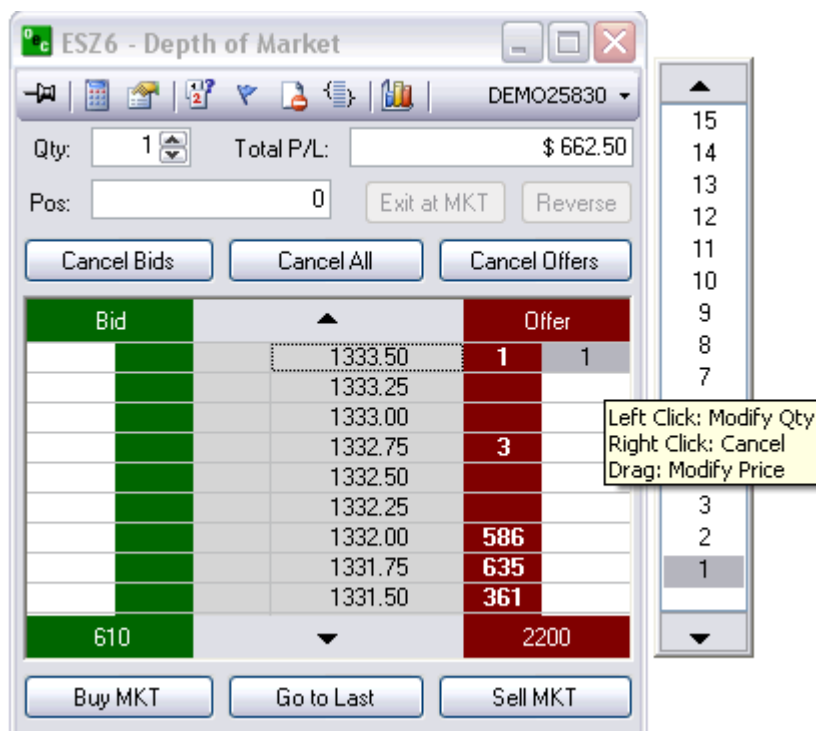 Oec ESZ6 - Depth of Market
DEMO25830
Qty: 1 Total P/L: $ 662.50
Pos: 0 Exit at MKT Reverse
Cancel Bids Cancel All Cancel Offers
Bid Offer
1333.50 1 1
1333.25
1333.00
1332.75 3
1332.50
1332.25
1332.00 586
1331.75 635
1331.50 361
610 2200
Buy MKT Go to Last Sell MKT
15
14
13
12
11
10
9
8
7
Left Click: Modify Qty
Right Click: Cancel
Drag: Modify Price
3
2
1